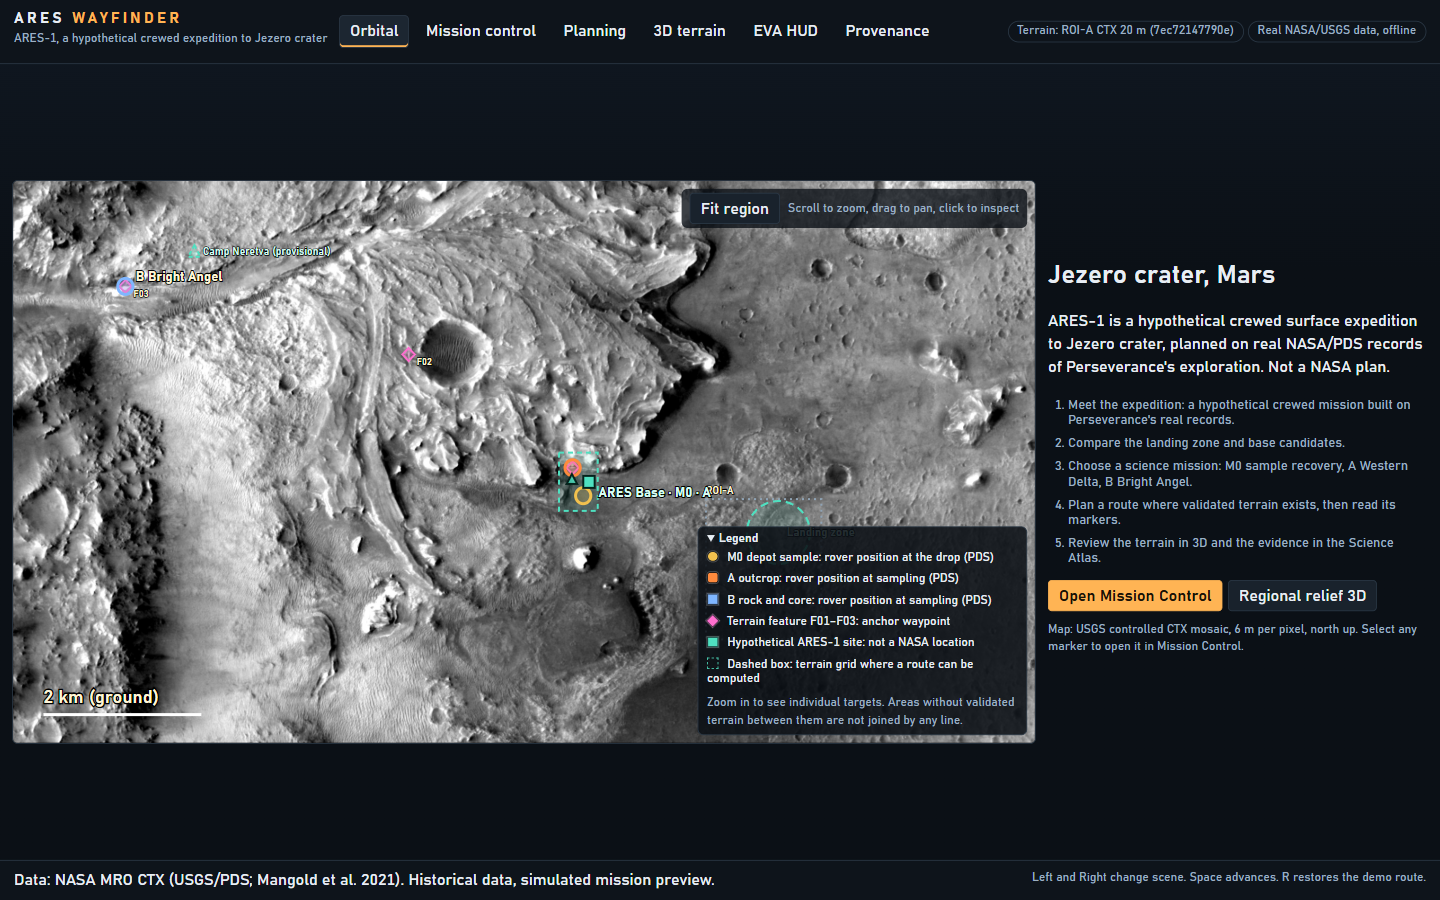 ARES WAYFINDER
ARES-1, a hypothetical crewed expedition to Jezero crater
Orbital
Mission control
Planning
3D terrain
EVA HUD
Provenance
Terrain: ROI-A CTX 20 m (7ec72147790e)
Real NASA/USGS data, offline
Fit region
Scroll to zoom, drag to pan, click to inspect
Camp Neretva (provisional)
B Bright Angel
F03
F02
ARES Base · M0 · A
ROI-A
Landing zone
2 km (ground)
▼ Legend
M0 depot sample: rover position at the drop (PDS)
A outcrop: rover position at sampling (PDS)
B rock and core: rover position at sampling (PDS)
Terrain feature F01–F03: anchor waypoint
Hypothetical ARES-1 site: not a NASA location
Dashed box: terrain grid where a route can be
computed
Zoom in to see individual targets. Areas without validated
terrain between them are not joined by any line.
Jezero crater, Mars
ARES-1 is a hypothetical crewed surface expedition
to Jezero crater, planned on real NASA/PDS records
of Perseverance's exploration. Not a NASA plan.
1. Meet the expedition: a hypothetical crewed mission built on
Perseverance's real records.
2. Compare the landing zone and base candidates.
3. Choose a science mission: M0 sample recovery, A Western
Delta, B Bright Angel.
4. Plan a route where validated terrain exists, then read its
markers.
5. Review the terrain in 3D and the evidence in the Science
Atlas.
Open Mission Control
Regional relief 3D
Map: USGS controlled CTX mosaic, 6 m per pixel, north up. Select any
marker to open it in Mission Control.
Data: NASA MRO CTX (USGS/PDS; Mangold et al. 2021). Historical data, simulated mission preview.
Left and Right change scene. Space advances. R restores the demo route.